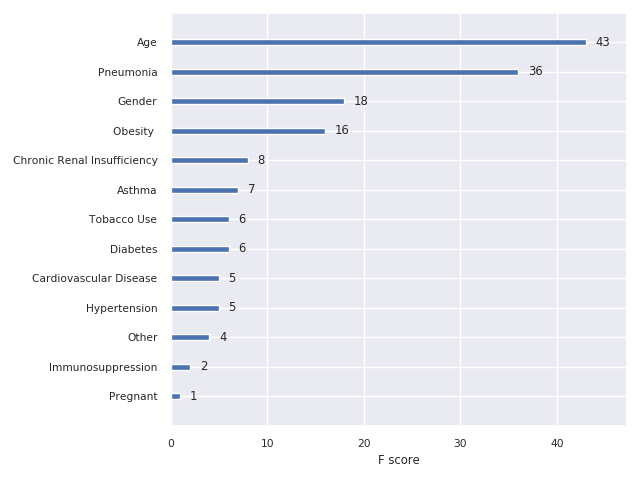 Age 43
Pneumonia 36
Gender 18
Obesity 16
Chronic Renal Insufficiency 8
Asthma 7
Tobacco Use 6
Diabetes 6
Cardiovascular Disease 5
Hypertension 5
Other 4
Immunosuppression 2
Pregnant 1
0 10 20 30 40
F score